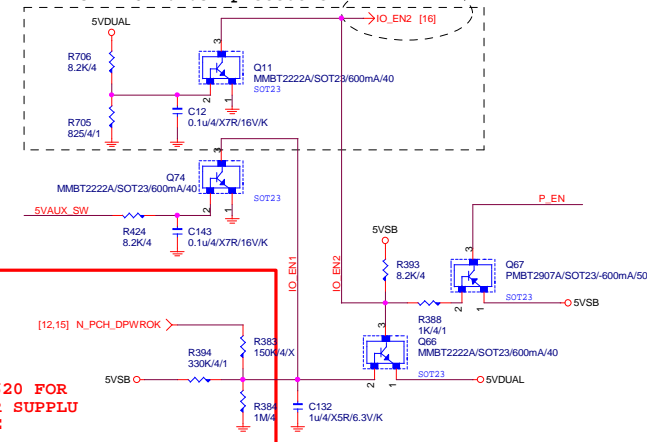 5VDUAL
IO_EN2 [16]
R706
8.2K/4
Q11
MMBT2222A/SOT23/600mA/40
SOT23
3
2
1
R705
825/4/1
C12
0.1u/4/X7R/16V/K
3
Q74
MMBT2222A/SOT23/600mA/40
SOT23
2
1
5VAUX_SW
R424
8.2K/4
C143
0.1u/4/X7R/16V/K
P_EN
5VSB
IO_EN1
IO_EN2
R393
8.2K/4
3
Q67
PMBT2907A/SOT23/-600mA/50
SOT23
2
1
5VSB
R388
1K/4/1
[12,15] N_PCH_DPWROK
R383
150K/4/X
3
Q66
MMBT2222A/SOT23/600mA/40
SOT23
R394
330K/4/1
5VSB
2
1
5VDUAL
R384
1M/4
C132
1u/4/X5R/6.3V/K
20 FOR
SUPPLU